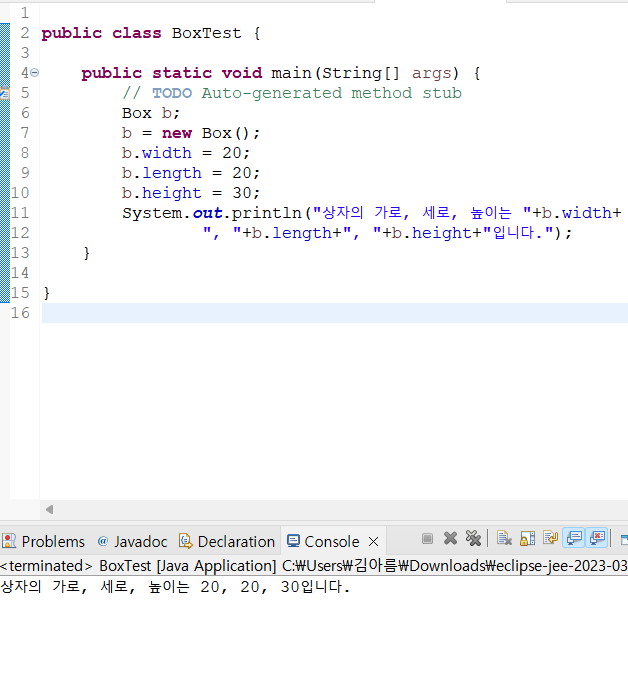 1
2 public class BoxTest {
3
4 public static void main(String[] args) {
5 // TODO Auto-generated method stub
6 Box b;
7 b = new Box();
8 b.width = 20;
9 b.length = 20;
10 b.height = 30;
11 System.out.println("상자의 가로, 세로, 높이는 "+b.width+
12 ", "+b.length+", "+b.height+"입니다.");
13 }
14
15 }
16
Problems @ Javadoc Declaration Console
<terminated> BoxTest [Java Application] C:₩Users₩김아름₩Downloads₩eclipse-jee-2023-03
상자의 가로, 세로, 높이는 20, 20, 30입니다.